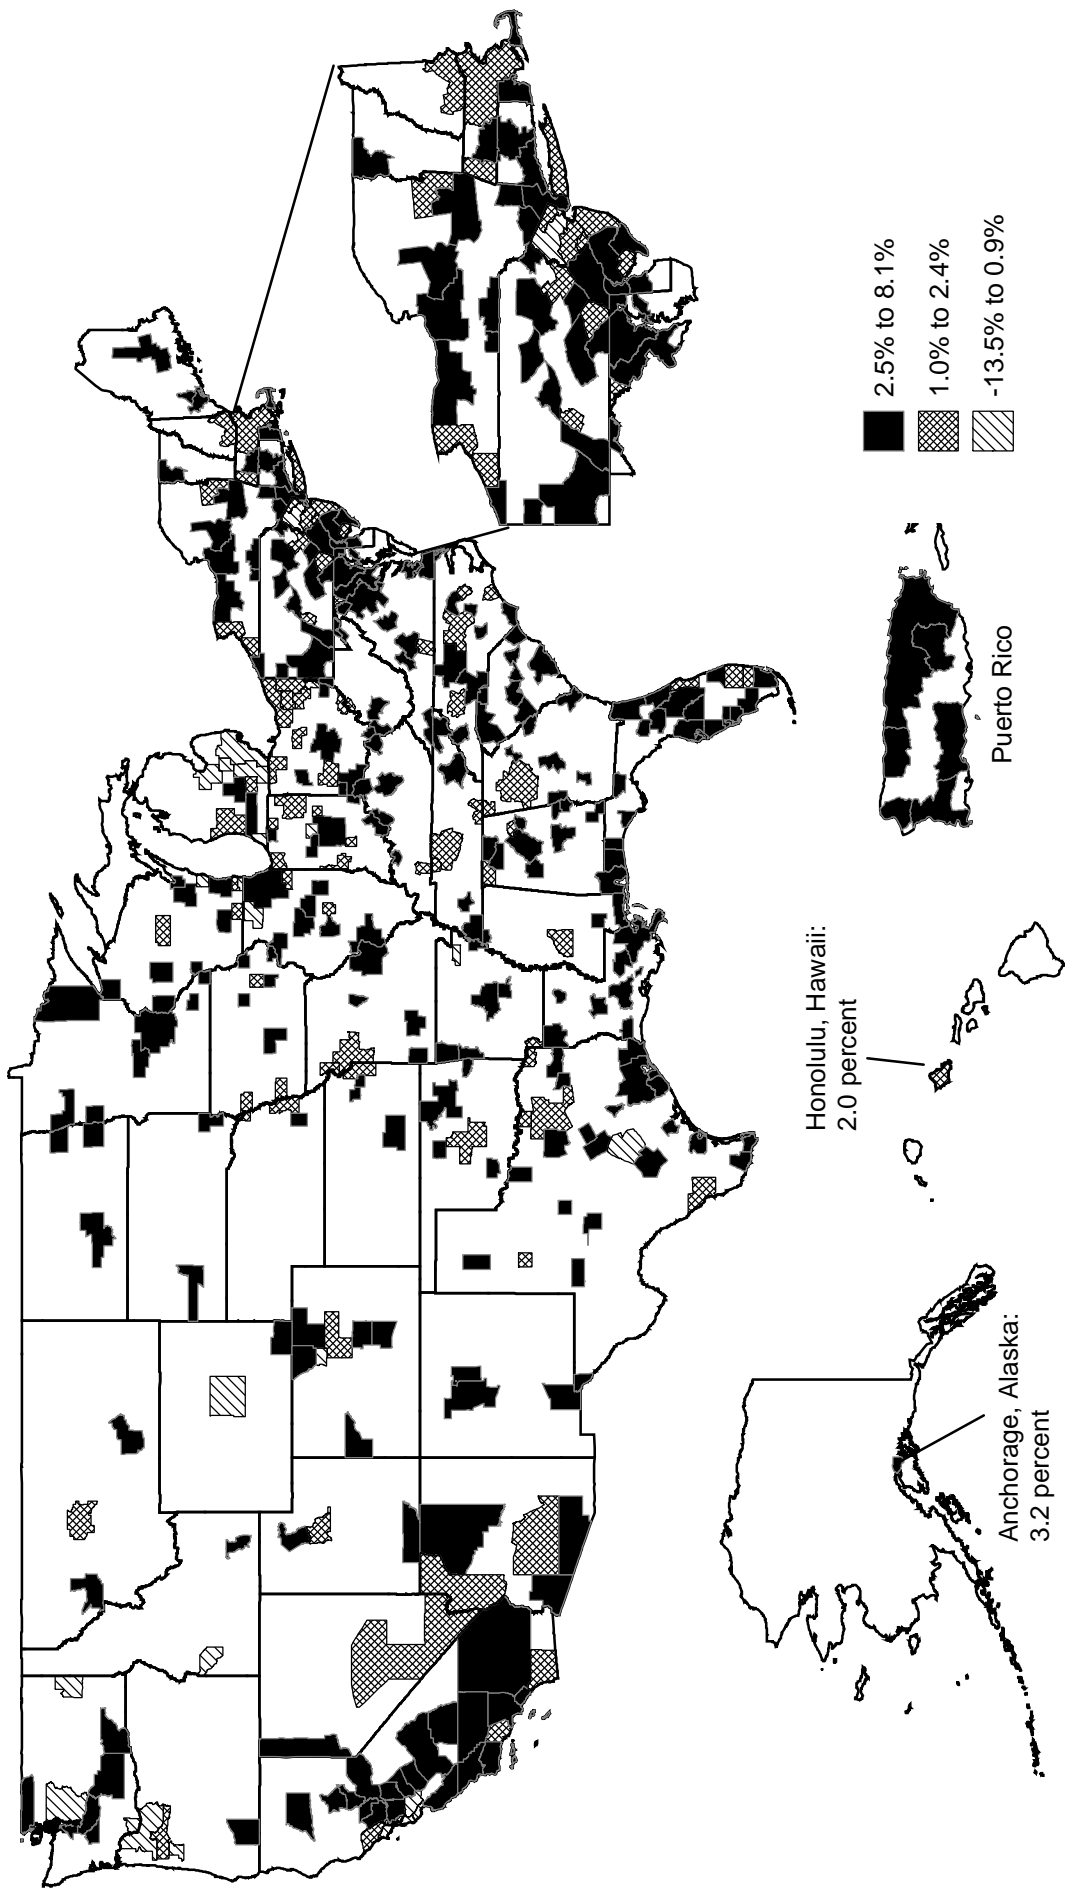 2.5% to 8.1%
1.0% to 2.4%
-13.5% to 0.9%
Puerto Rico
Honolulu, Hawaii:
2.0 percent
Anchorage, Alaska:
3.2 percent